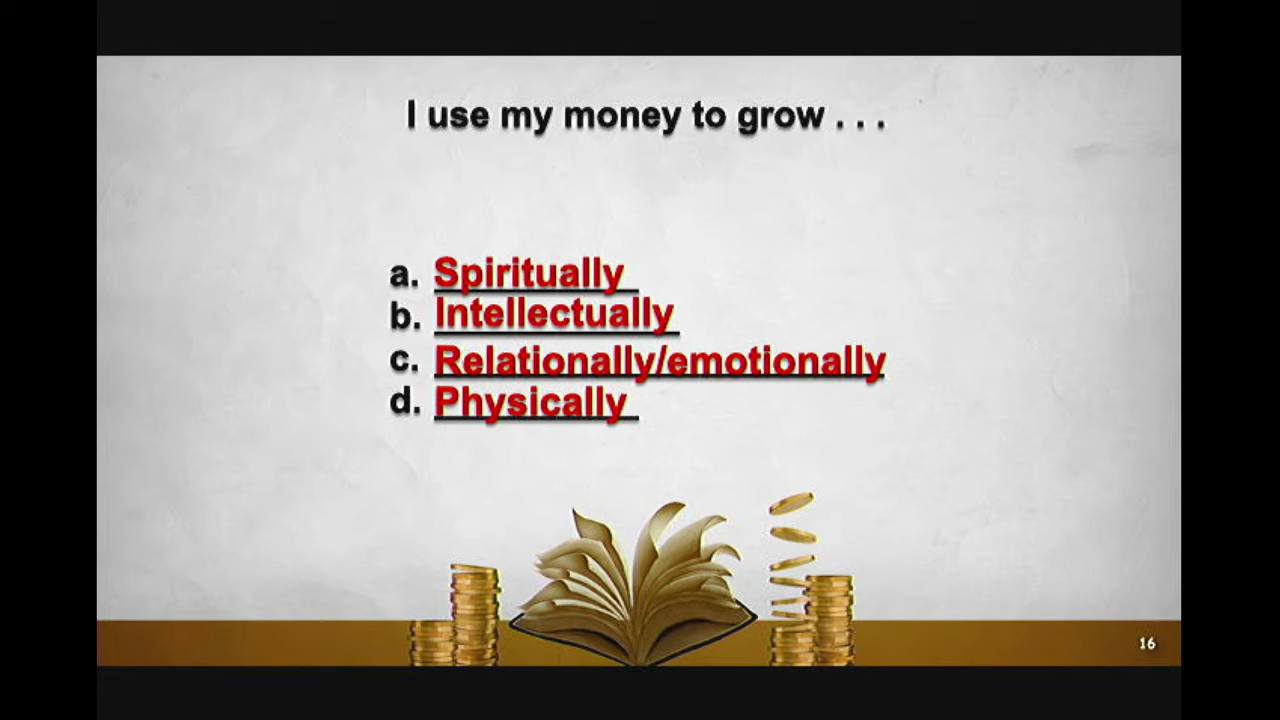 I use my money to grow . . .
a. Spiritually
b. Intellectually
c. Relationally/emotionally
d. Physically
16